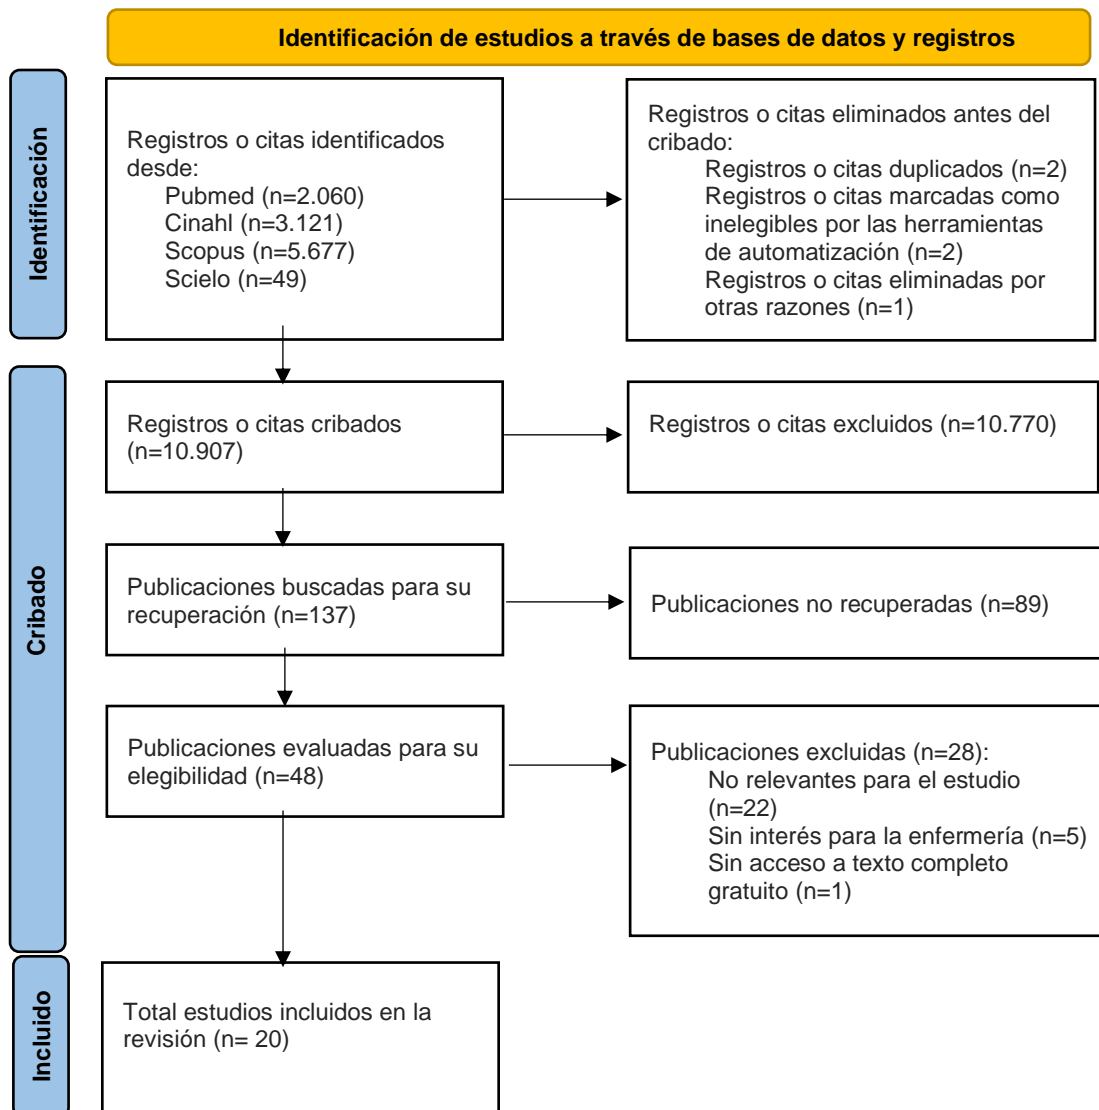 Identificación de estudios a través de bases de datos y registros
Identificación
Registros o citas identificados
desde:
Pubmed (n=2.060)
Cinahl (n=3.121)
Scopus (n=5.677)
Scielo (n=49)
Registros o citas eliminados antes del
cribado:
Registros o citas duplicados (n=2)
Registros o citas marcadas como
inelegibles por las herramientas
de automatización (n=2)
Registros o citas eliminadas por
otras razones (n=1)
Cribado
Registros o citas cribados
(n=10.907)
Registros o citas excluidos (n=10.770)
Publicaciones buscadas para su
recuperación (n=137)
Publicaciones no recuperadas (n=89)
Publicaciones evaluadas para su
elegibilidad (n=48)
Publicaciones excluidas (n=28):
No relevantes para el estudio
(n=22)
Sin interés para la enfermería (n=5)
Sin acceso a texto completo
gratuito (n=1)
Incluido
Total estudios incluidos en la
revisión (n= 20)